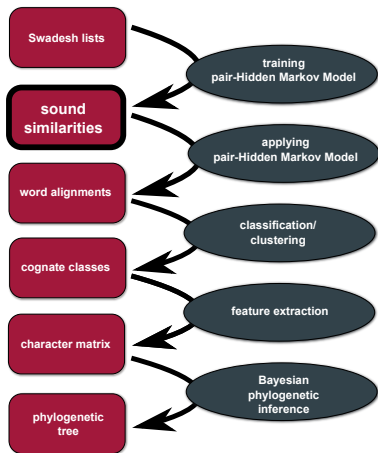 Swadesh lists
training
pair-Hidden Markov Model
sound
similarities
applying
pair-Hidden Markov Model
word alignments
classification/
clustering
cognate classes
feature extraction
character matrix
Bayesian
phylogenetic
inference
phylogenetic
tree